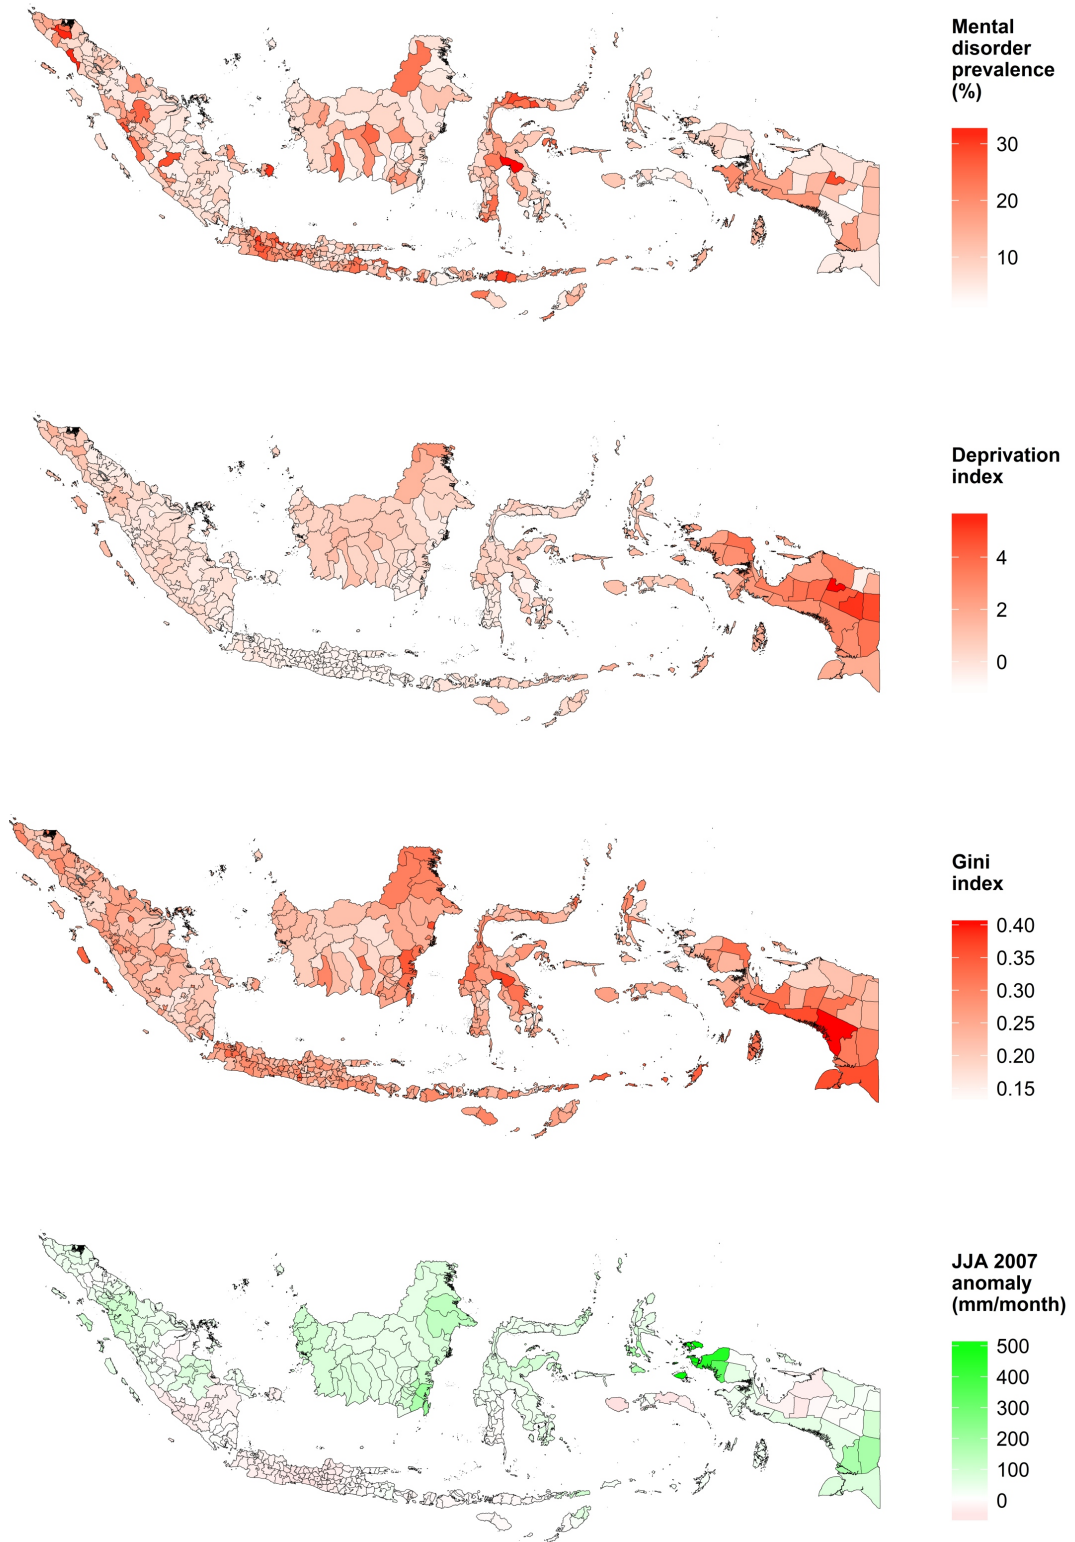 Mental
disorder
prevalence
(%)
30
20
10
Deprivation
index
4
2
0
Gini
index
0.40
0.35
0.30
0.25
0.20
0.15
JJA 2007
anomaly
(mm/month)
500
400
300
200
100
0